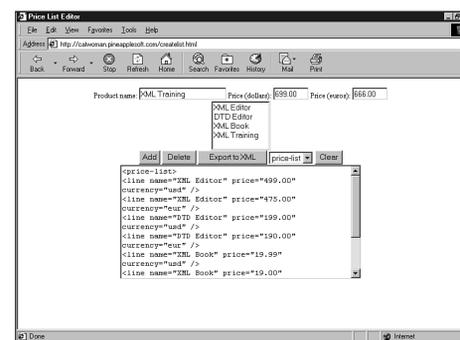 Price List Editor
File Edit View Favorites Tools Help
Address http://catwoman.pineapplesoft.com/createlist.html
Back Forward Stop Refresh Home Search Favorites History Mail Print
Product name: XML Training Price (dollars): 699.00 Price (euros): 666.00
XML Editor
DTD Editor
XML Book
XML Training
Add Delete Export to XML price-list Clear
<price-list>
<line name="XML Editor" price="499.00"
currency="usd" />
<line name="XML Editor" price="475.00"
currency="eur" />
<line name="DTD Editor" price="199.00"
currency="usd" />
<line name="DTD Editor" price="190.00"
currency="eur" />
<line name="XML Book" price="19.99"
currency="usd" />
<line name="XML Book" price="19.00"
Done Internet